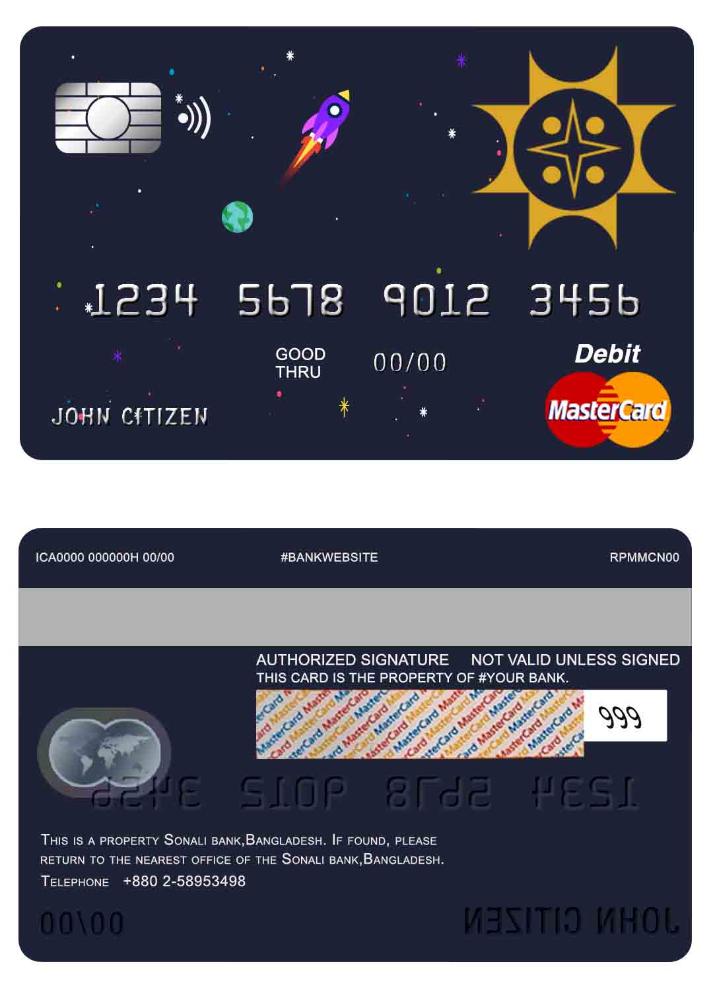 1234 5678 9012 3456
GOOD
THRU
00/00
Debit
MasterCard
JOHN CITIZEN
ICA0000 000000H 00/00 #BANKWEBSITE RPMMCN00
AUTHORIZED SIGNATURE NOT VALID UNLESS SIGNED
THIS CARD IS THE PROPERTY OF #YOUR BANK.
MasterCard MasterCard MasterCard
999
1234 5678 9012 3456
THIS IS A PROPERTY SONALI BANK,BANGLADESH. IF FOUND, PLEASE
RETURN TO THE NEAREST OFFICE OF THE SONALI BANK,BANGLADESH.
TELEPHONE +880 2-58953498
00/00
JOHN CITIZEN